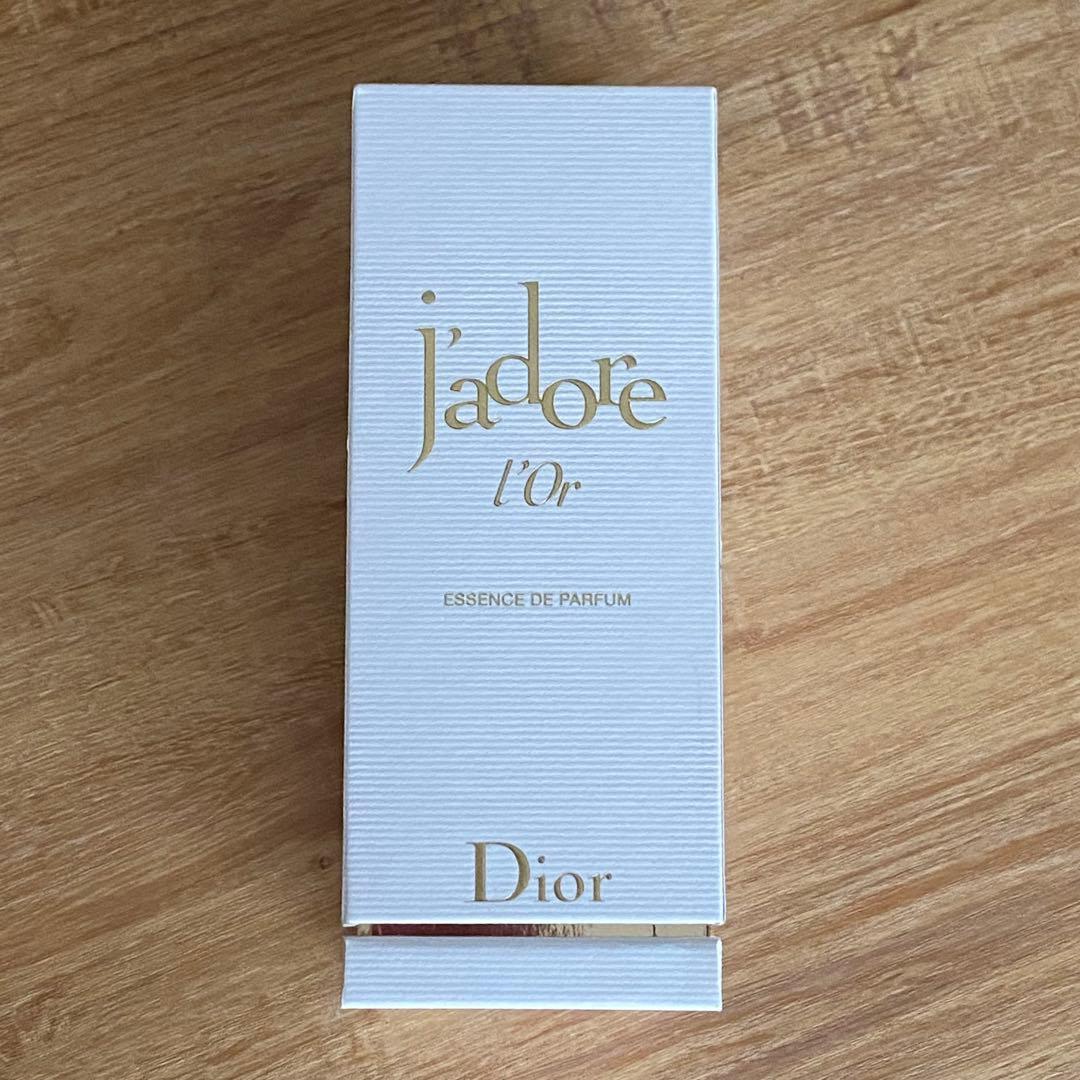 j'adore
l'Or
ESSENCE DE PARFUM
Dior